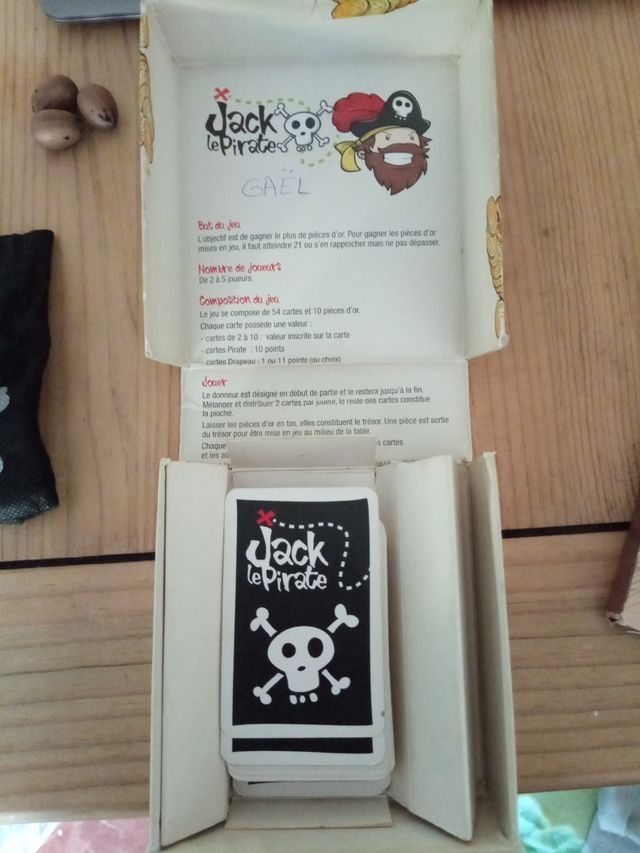 Jack
le Pirate
GAËL
But du jeu
L'objectif est de gagner le plus de pièces d'or. Pour gagner les pièces d'or
mises en jeu, il faut atteindre 21 ou s'en rapprocher mais ne pas dépasser.
Nombre de joueurs
De 2 à 5 joueurs.
Composition du jeu
Le jeu se compose de 54 cartes et 10 pièces d'or.
Chaque carte possède une valeur :
- cartes de 2 à 10 : valeur inscrite sur la carte
- cartes Pirate : 10 points
- cartes Drapeau : 1 ou 11 points (au choix)
Jouer
Le donneur est désigné en début de partie et le restera jusqu'à la fin.
Mélanger et distribuer 2 cartes par joueur, le reste des cartes constitue
la pioche.
Laisser les pièces d'or en tas, elles constituent le trésor. Une pièce est sortie
du trésor pour être mise en jeu au milieu de la table.
Chaque s cartes
et les ad
Jack
le Pirate